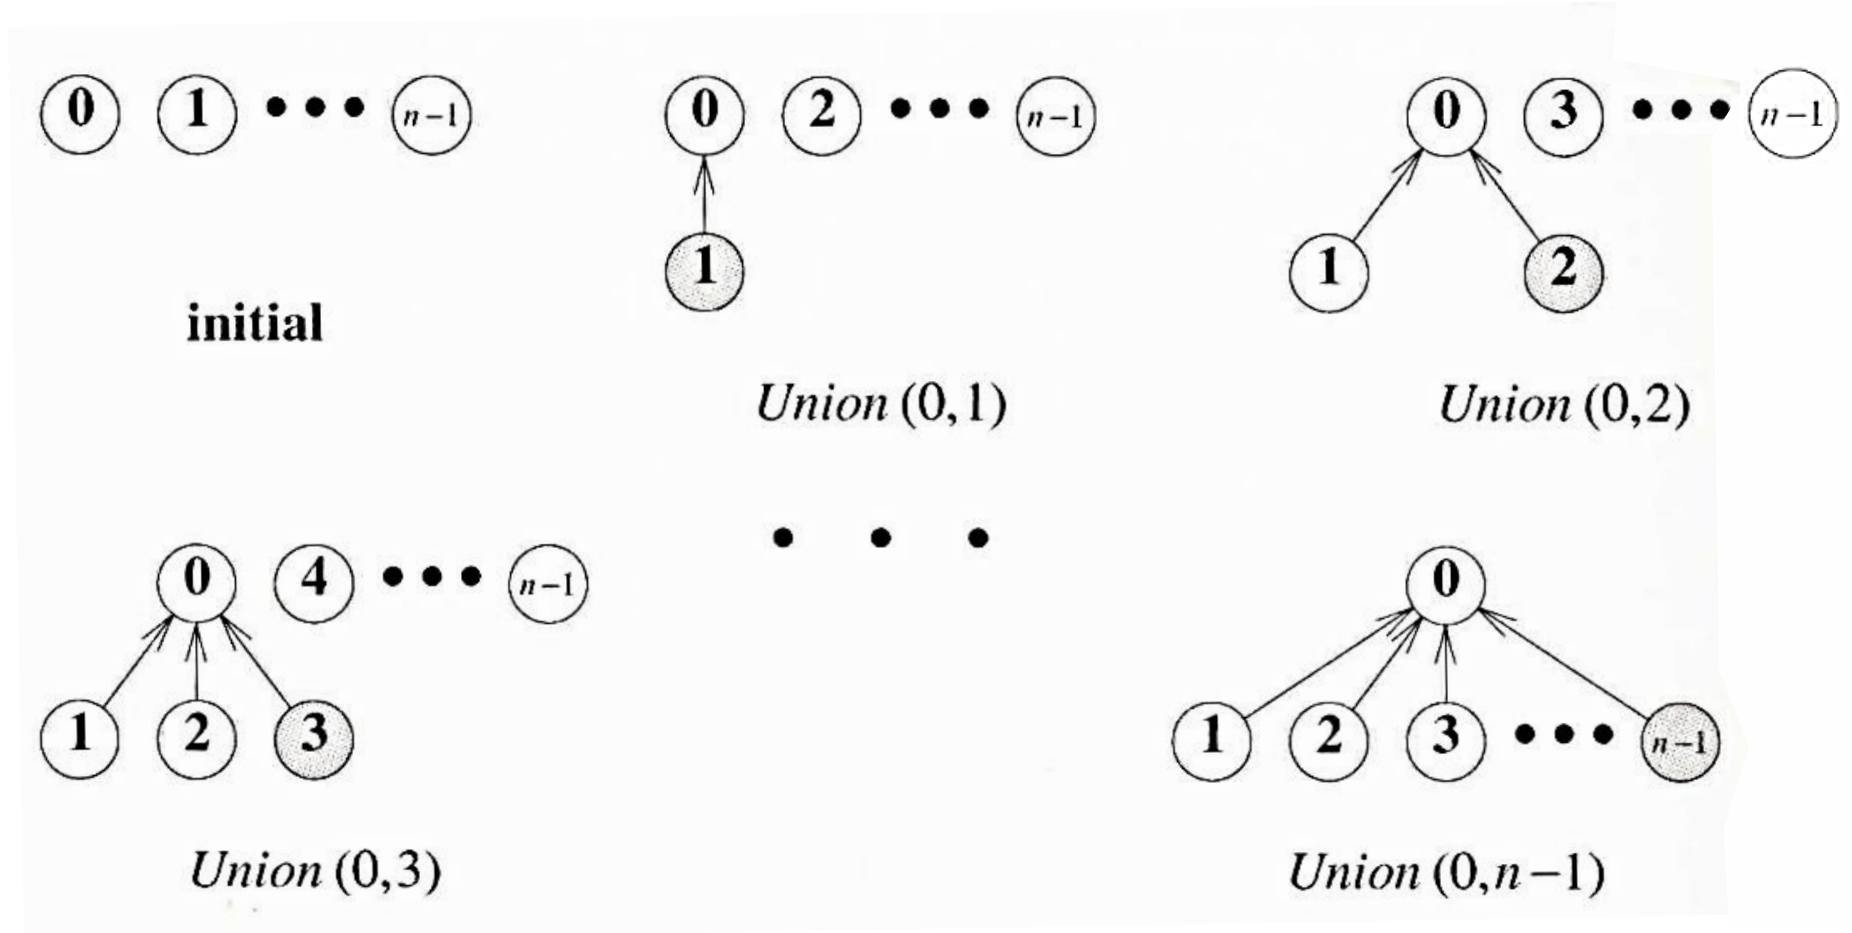 0 1 • • • n−1
0 2 • • • n−1
0 3 • • • n−1
1
1 2
initial
Union (0,1)
Union (0,2)
• • •
0 4 • • • n−1
0
1 2 3
1 2 3 • • • n−1
Union (0,3)
Union (0,n−1)